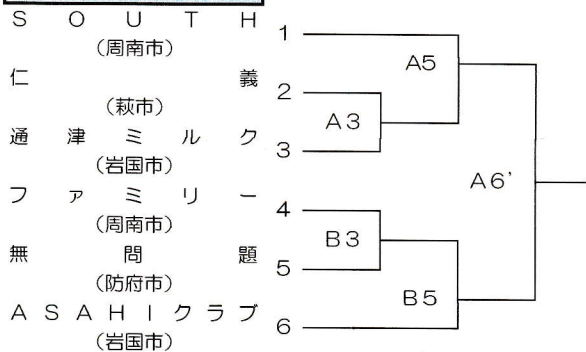 SOUTH 1
(周南市)
A5
仁義 2
(萩市)
A3
通津ミルク 3
(岩国市)
A6'
ファミリー 4
(周南市)
B3
無問題 5
(防府市)
B5
ASAHIクラブ 6
(岩国市)